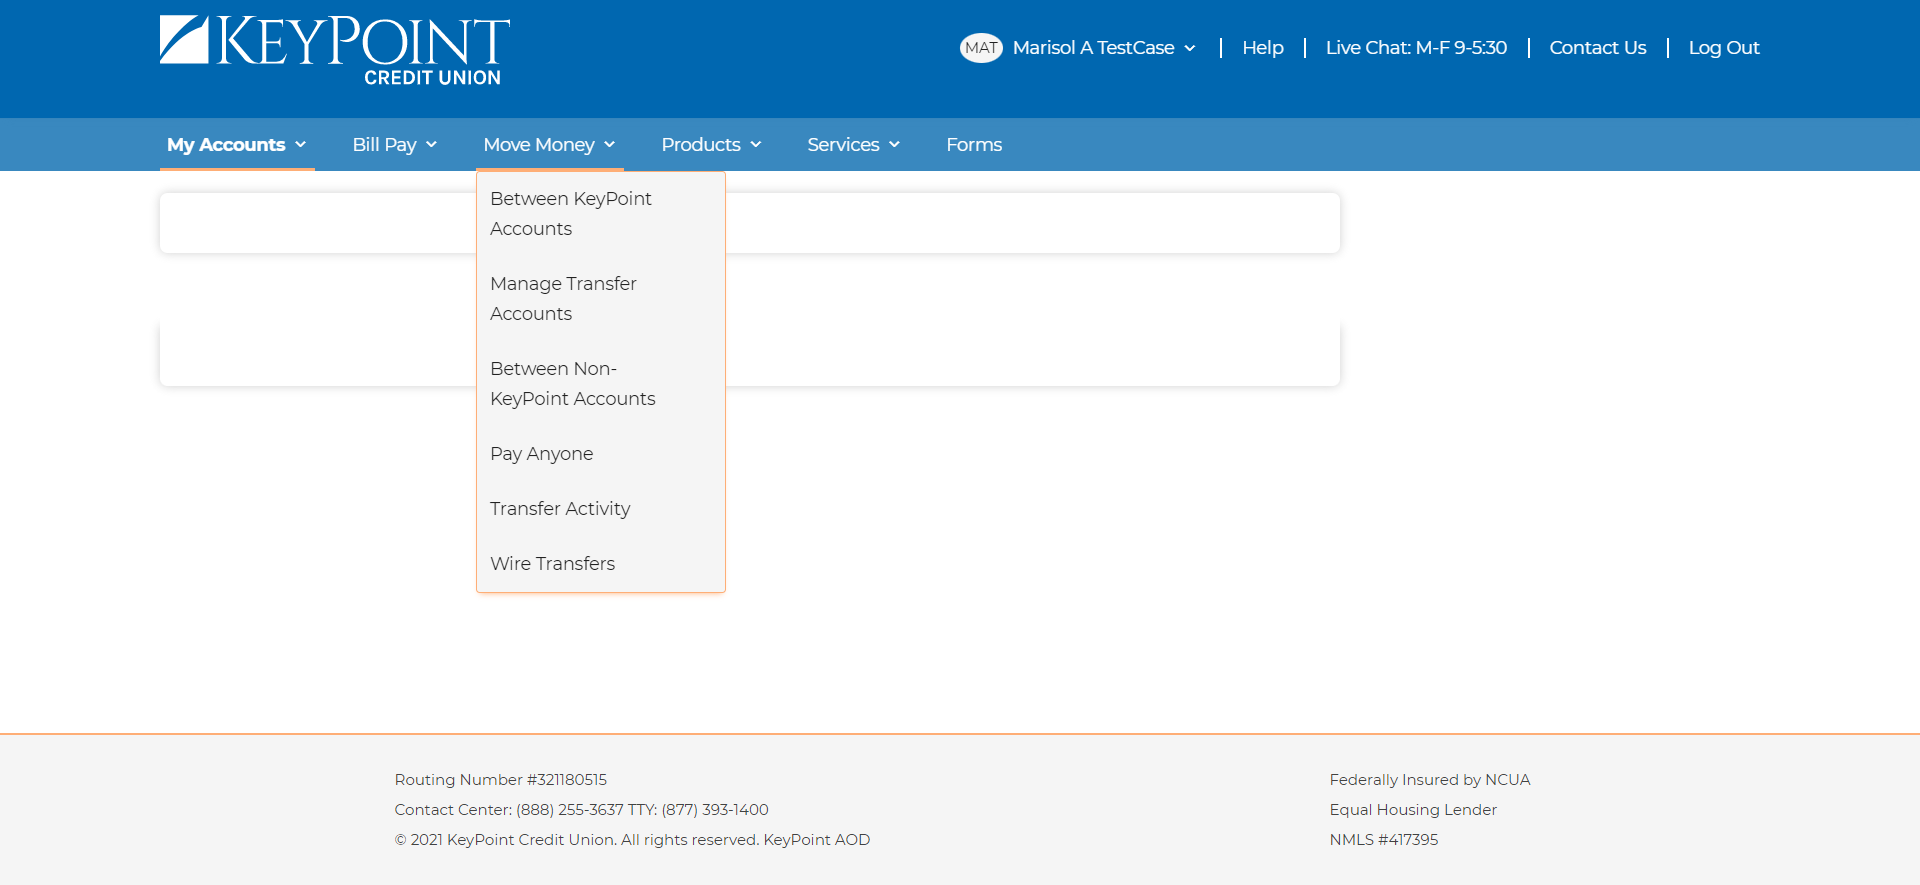 KEYPOINT
CREDIT UNION
MAT Marisol A TestCase Help Live Chat: M-F 9-5:30 Contact Us Log Out
My Accounts Bill Pay Move Money Products Services Forms
Between KeyPoint
Accounts
Manage Transfer
Accounts
Between Non-
KeyPoint Accounts
Pay Anyone
Transfer Activity
Wire Transfers
Routing Number #321180515
Contact Center: (888) 255-3637 TTY: (877) 393-1400
© 2021 KeyPoint Credit Union. All rights reserved. KeyPoint AOD
Federally Insured by NCUA
Equal Housing Lender
NMLS #417395